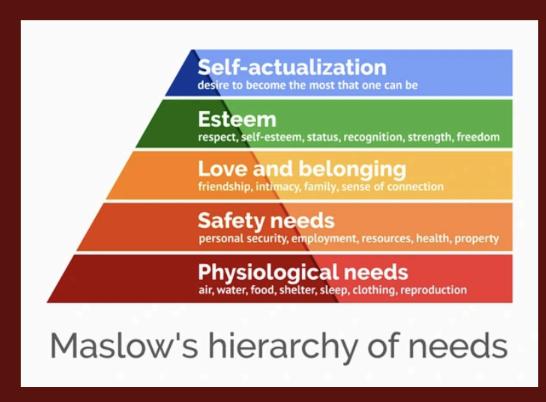 Self-actualization
desire to become the most that one can be
Esteem
respect, self-esteem, status, recognition, strength, freedom
Love and belonging
friendship, intimacy, family, sense of connection
Safety needs
personal security, employment, resources, health, property
Physiological needs
air, water, food, shelter, sleep, clothing, reproduction
Maslow's hierarchy of needs